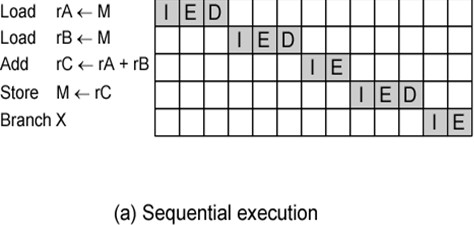 Load rA ← M I E D
Load rB ← M I E D
Add rC ← rA + rB I E
Store M ← rC I E D
Branch X I E
(a) Sequential execution